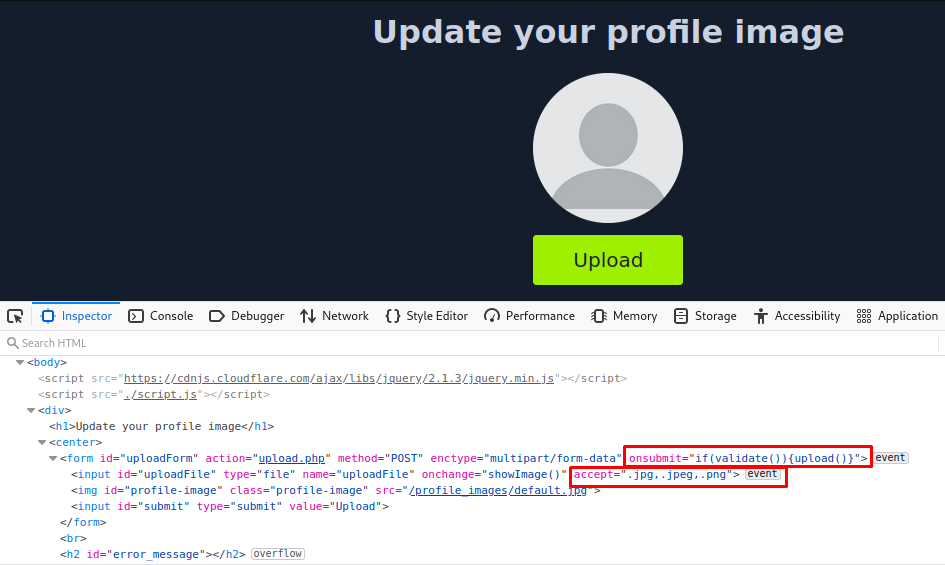 Update your profile image
Upload
Inspector Console Debugger Network Style Editor Performance Memory Storage Accessibility Application
Search HTML
<body>
<script src="https://cdnjs.cloudflare.com/ajax/libs/jquery/2.1.3/jquery.min.js"></script>
<script src="./script.js"></script>
<div>
<h1>Update your profile image</h1>
<center>
<form id="uploadForm" action="upload.php" method="POST" enctype="multipart/form-data" onsubmit="if(validate()){upload()}"> event
<input id="uploadFile" type="file" name="uploadFile" onchange="showImage()" accept=".jpg,.jpeg,.png"> event
<img id="profile-image" class="profile-image" src="/profile_images/default.jpg">
<input id="submit" type="submit" value="Upload">
</form>
<br>
<h2 id="error_message"></h2> overflow